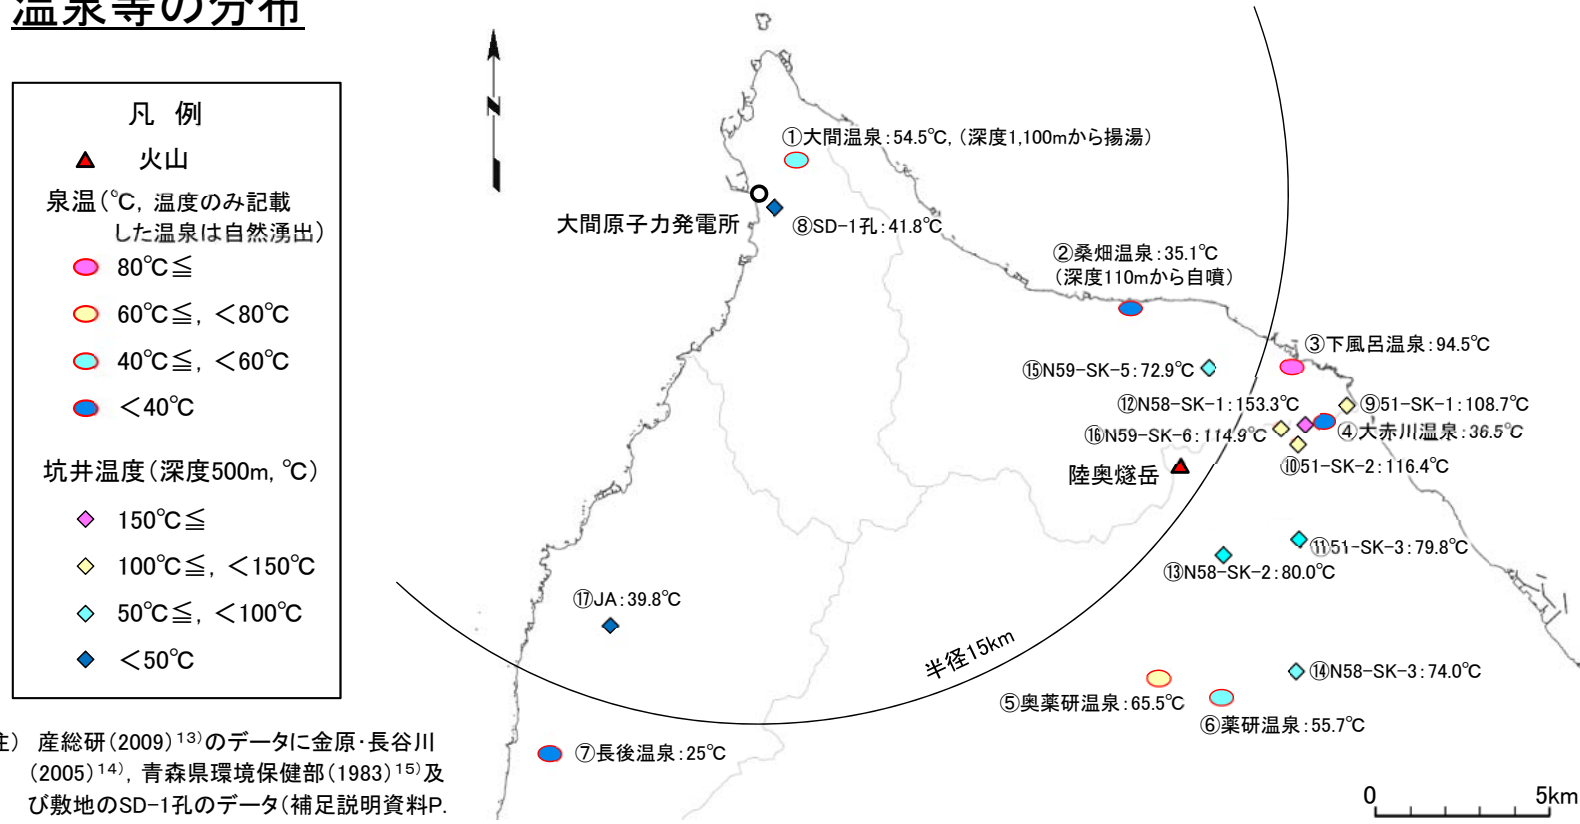 温泉等の分布
凡 例
火山
泉温(℃, 温度のみ記載
した温泉は自然湧出)
80℃≦
60℃≦, <80℃
40℃≦, <60℃
<40℃
坑井温度(深度500m, ℃)
150℃≦
100℃≦, <150℃
50℃≦, <100℃
<50℃
注) 産総研(2009)13)のデータに金原・長谷川
(2005)14), 青森県環境保健部(1983)15)及
び敷地のSD-1孔のデータ(補足説明資料P.
N
①大間温泉:54.5℃, (深度1,100mから揚湯)
大間原子力発電所
⑧SD-1孔:41.8℃
②桑畑温泉:35.1℃
(深度110mから自噴)
③下風呂温泉:94.5℃
⑮N59-SK-5:72.9℃
⑫N58-SK-1:153.3℃
⑨51-SK-1:108.7℃
⑯N59-SK-6:114.9℃
④大赤川温泉:36.5℃
⑩51-SK-2:116.4℃
陸奥燧岳
⑪51-SK-3:79.8℃
⑬N58-SK-2:80.0℃
⑰JA:39.8℃
半径15km
⑭N58-SK-3:74.0℃
⑤奥薬研温泉:65.5℃
⑥薬研温泉:55.7℃
⑦長後温泉:25℃
0 5km